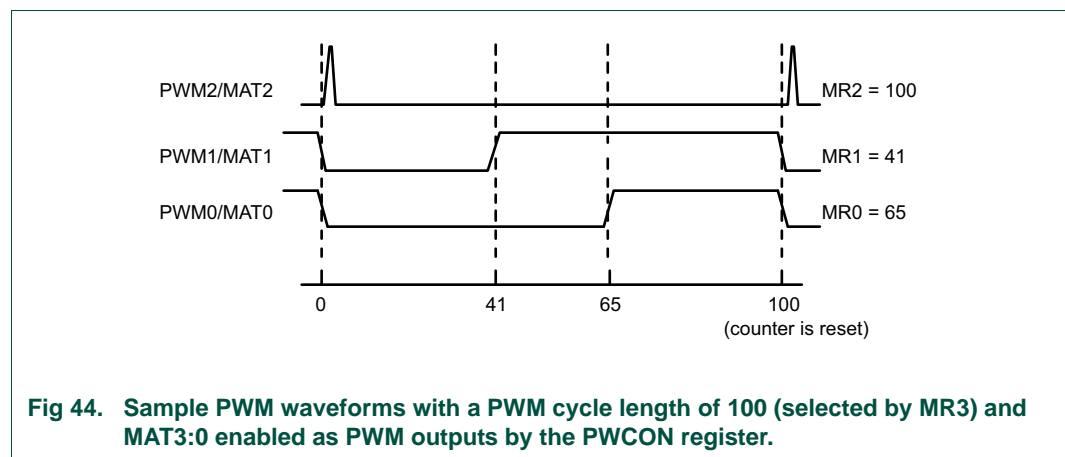 PWM2/MAT2
MR2 = 100
PWM1/MAT1
MR1 = 41
PWM0/MAT0
MR0 = 65
0
41
65
100
(counter is reset)
Fig 44. Sample PWM waveforms with a PWM cycle length of 100 (selected by MR3) and
MAT3:0 enabled as PWM outputs by the PWCON register.